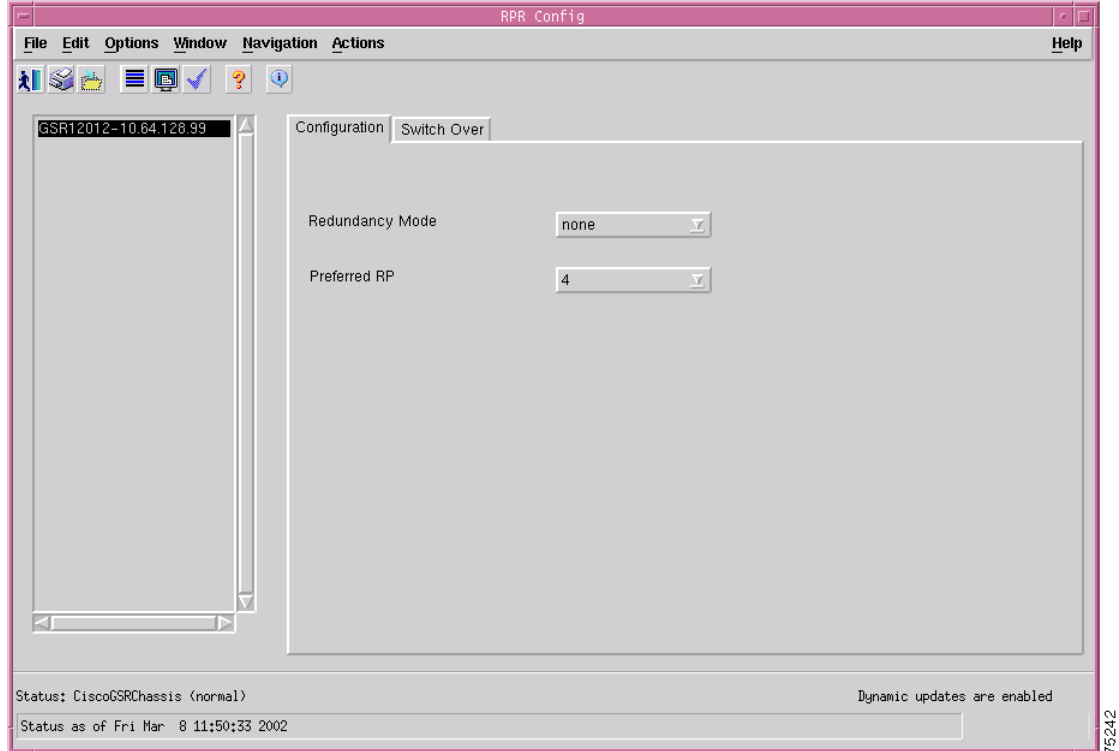 RPR Config
File Edit Options Window Navigation Actions Help
GSR12012-10.64.128.99
Configuration Switch Over
Redundancy Mode none
Preferred RP 4
Status: CiscoGSRChassis (normal) Dynamic updates are enabled
Status as of Fri Mar 8 11:50:33 2002
75242